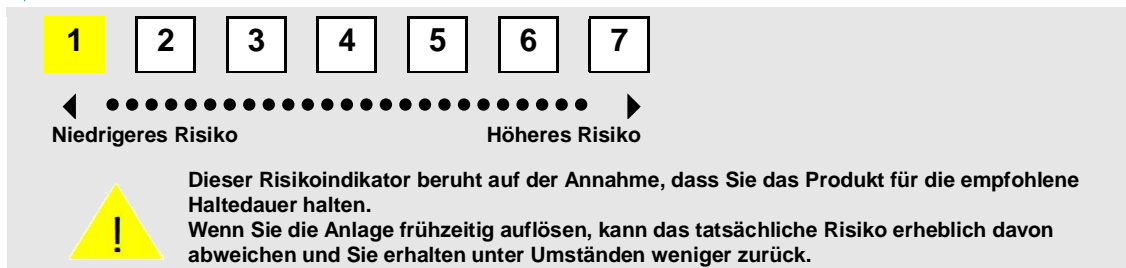 1 2 3 4 5 6 7
Niedrigeres Risiko Höheres Risiko
Dieser Risikoindikator beruht auf der Annahme, dass Sie das Produkt für die empfohlene
Haltedauer halten.
! Wenn Sie die Anlage frühzeitig auflösen, kann das tatsächliche Risiko erheblich davon
abweichen und Sie erhalten unter Umständen weniger zurück.